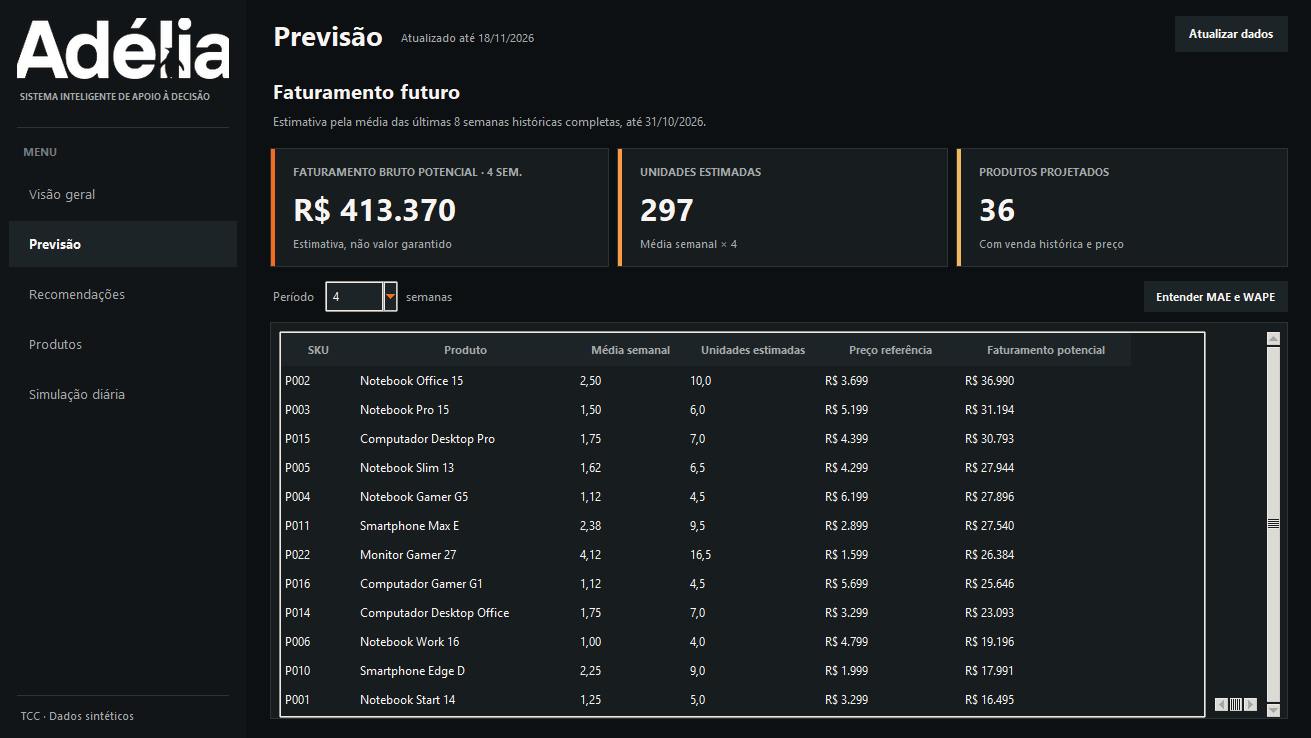 Adélia
SISTEMA INTELIGENTE DE APOIO À DECISÃO
MENU
Visão geral
Previsão
Recomendações
Produtos
Simulação diária
TCC · Dados sintéticos
Previsão Atualizado até 18/11/2026 Atualizar dados
Faturamento futuro
Estimativa pela média das últimas 8 semanas históricas completas, até 31/10/2026.
FATURAMENTO BRUTO POTENCIAL · 4 SEM.
R$ 413.370
Estimativa, não valor garantido
UNIDADES ESTIMADAS
297
Média semanal × 4
PRODUTOS PROJETADOS
36
Com venda histórica e preço
Período 4 semanas Entender MAE e WAPE
SKU Produto Média semanal Unidades estimadas Preço referência Faturamento potencial
P002 Notebook Office 15 2,50 10,0 R$ 3.699 R$ 36.990
P003 Notebook Pro 15 1,50 6,0 R$ 5.199 R$ 31.194
P015 Computador Desktop Pro 1,75 7,0 R$ 4.399 R$ 30.793
P005 Notebook Slim 13 1,62 6,5 R$ 4.299 R$ 27.944
P004 Notebook Gamer G5 1,12 4,5 R$ 6.199 R$ 27.896
P011 Smartphone Max E 2,38 9,5 R$ 2.899 R$ 27.540
P022 Monitor Gamer 27 4,12 16,5 R$ 1.599 R$ 26.384
P016 Computador Gamer G1 1,12 4,5 R$ 5.699 R$ 25.646
P014 Computador Desktop Office 1,75 7,0 R$ 3.299 R$ 23.093
P006 Notebook Work 16 1,00 4,0 R$ 4.799 R$ 19.196
P010 Smartphone Edge D 2,25 9,0 R$ 1.999 R$ 17.991
P001 Notebook Start 14 1,25 5,0 R$ 3.299 R$ 16.495